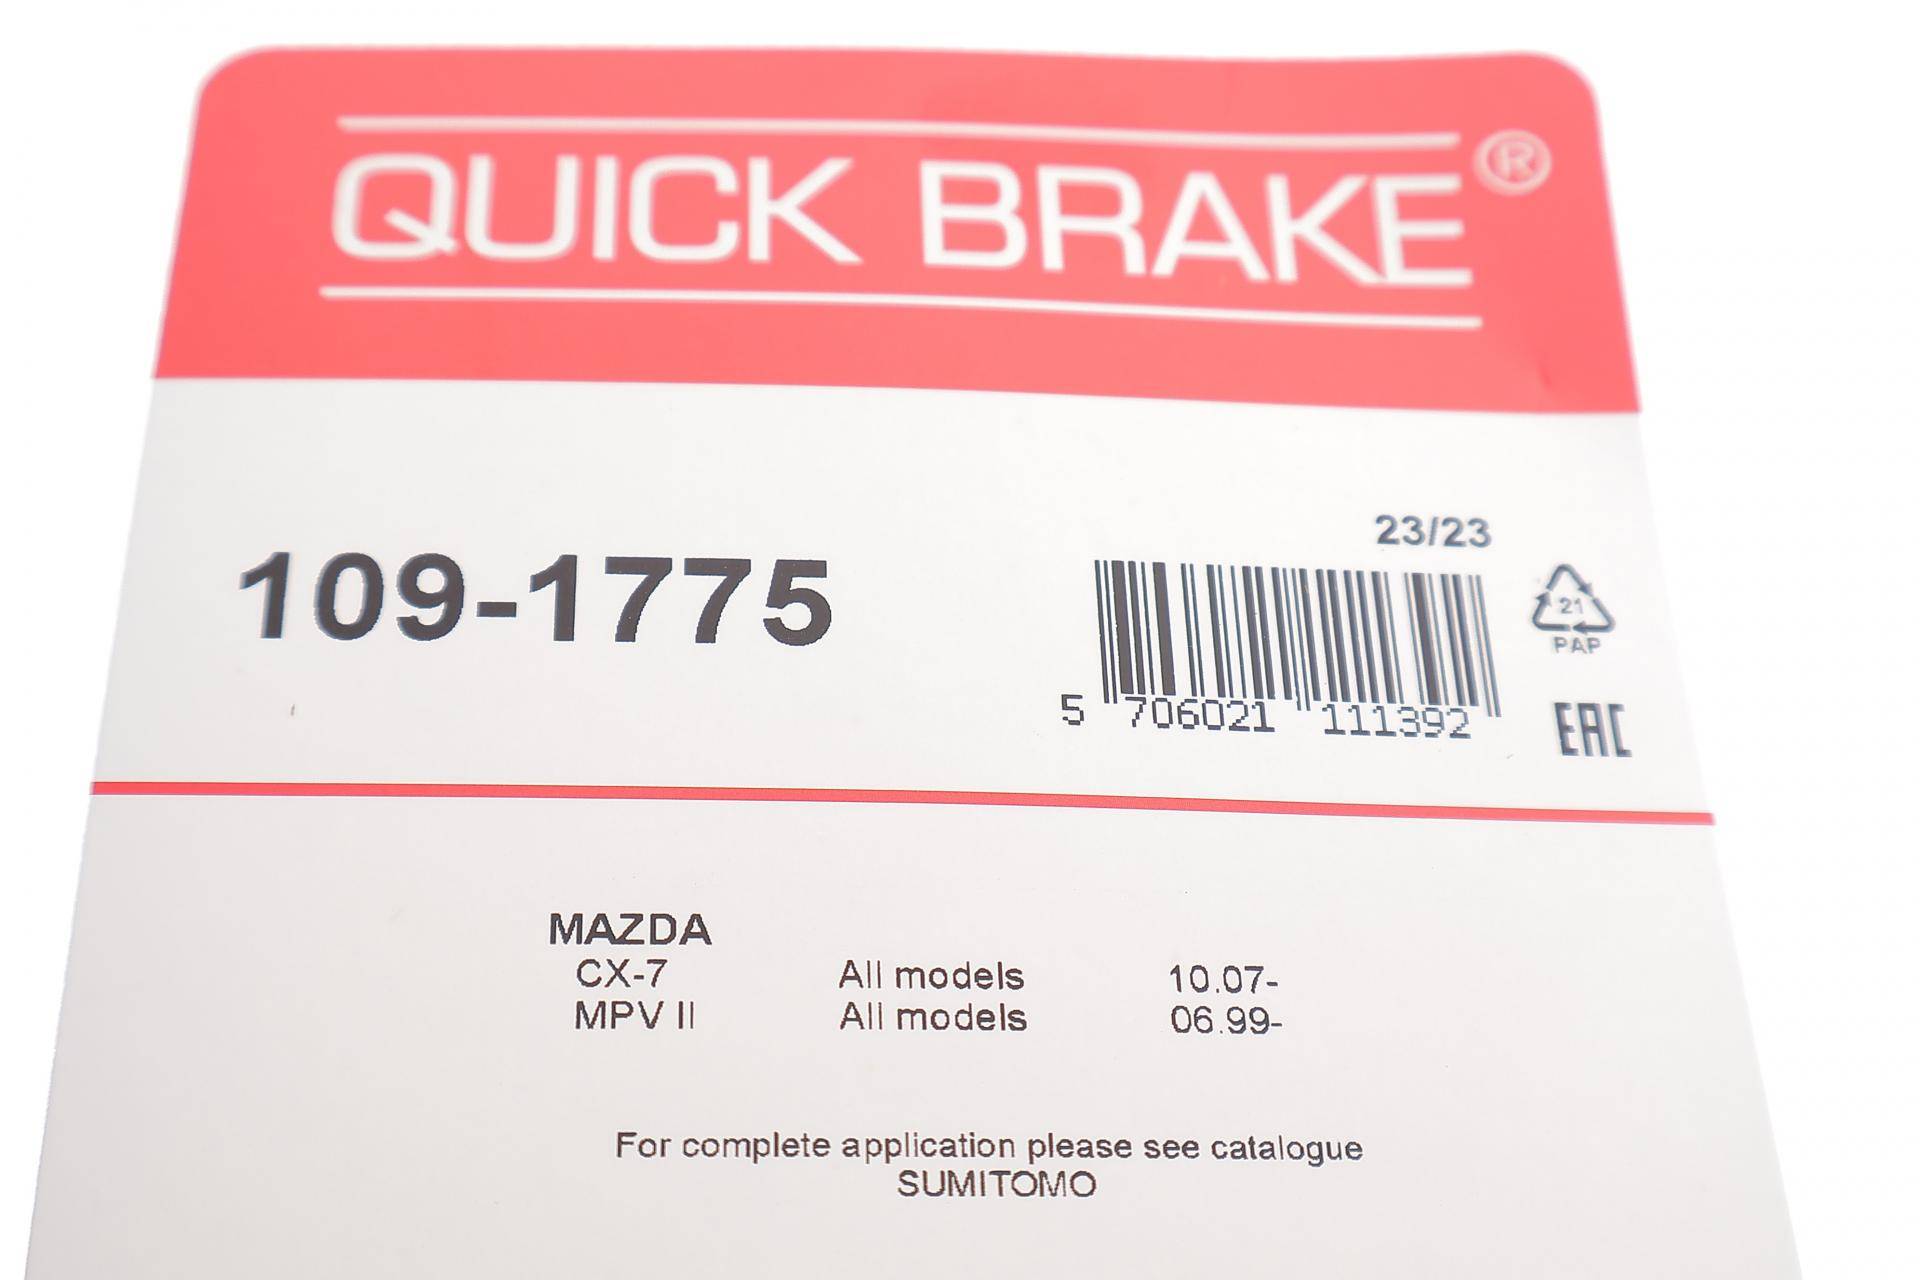 QUICK BRAKE®
109-1775
23/23
5 706021 111392
21
PAP
EAC
MAZDA
CX-7 All models 10.07-
MPV II All models 06.99-
For complete application please see catalogue
SUMITOMO